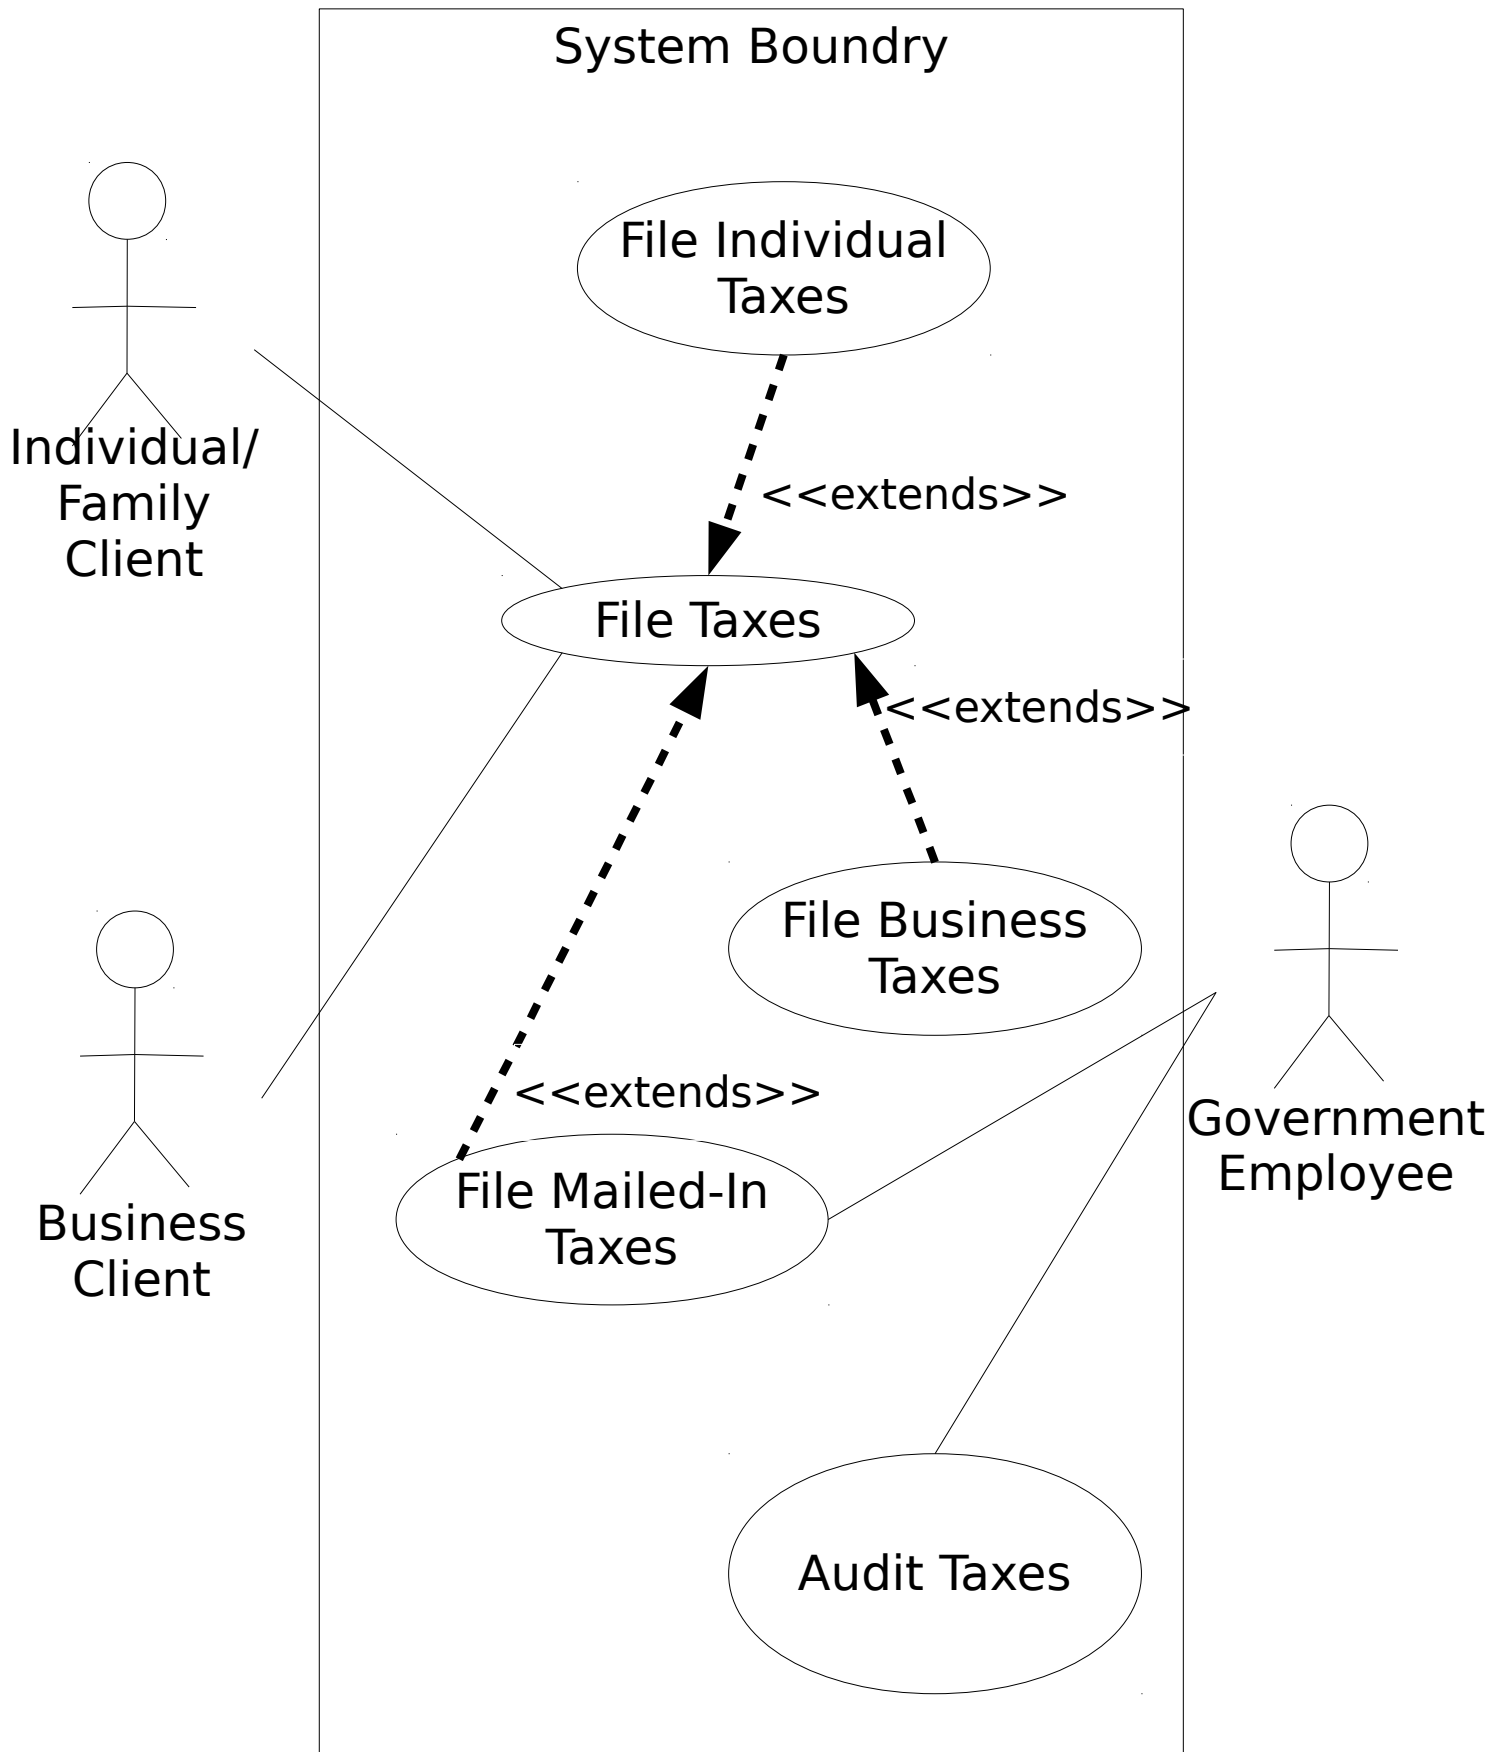 System Boundry
File Individual
Taxes
Individual/
Family
Client
<<extends>>
File Taxes
<<extends>>
File Business
Taxes
<<extends>>
Government
Employee
File Mailed-In
Taxes
Business
Client
Audit Taxes